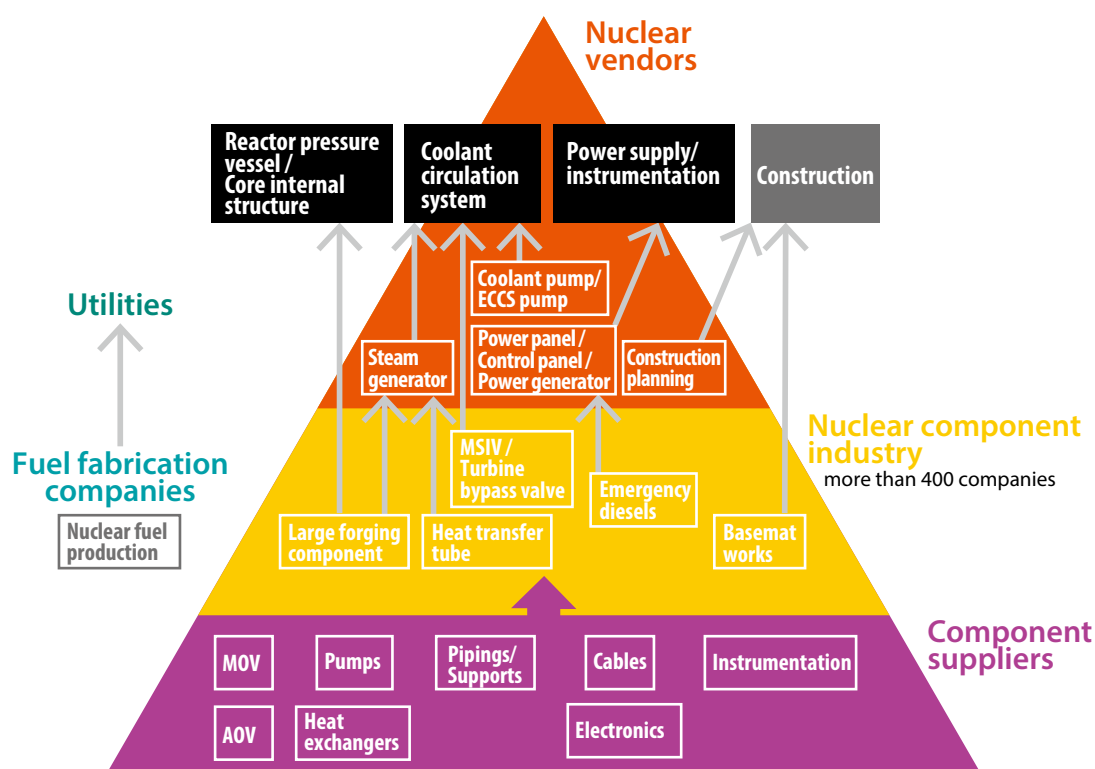 Nuclear
vendors
Reactor pressure
vessel /
Core internal
structure
Coolant
circulation
system
Power supply/
instrumentation
Construction
Coolant pump/
ECCS pump
Utilities
Steam
generator
Power panel /
Control panel /
Power generator
Construction
planning
Nuclear component
industry
more than 400 companies
Fuel fabrication
companies
Nuclear fuel
production
MSIV /
Turbine
bypass valve
Emergency
diesels
Large forging
component
Heat transfer
tube
Basemat
works
Component
suppliers
MOV
Pumps
Pipings/
Supports
Cables
Instrumentation
AOV
Heat
exchangers
Electronics